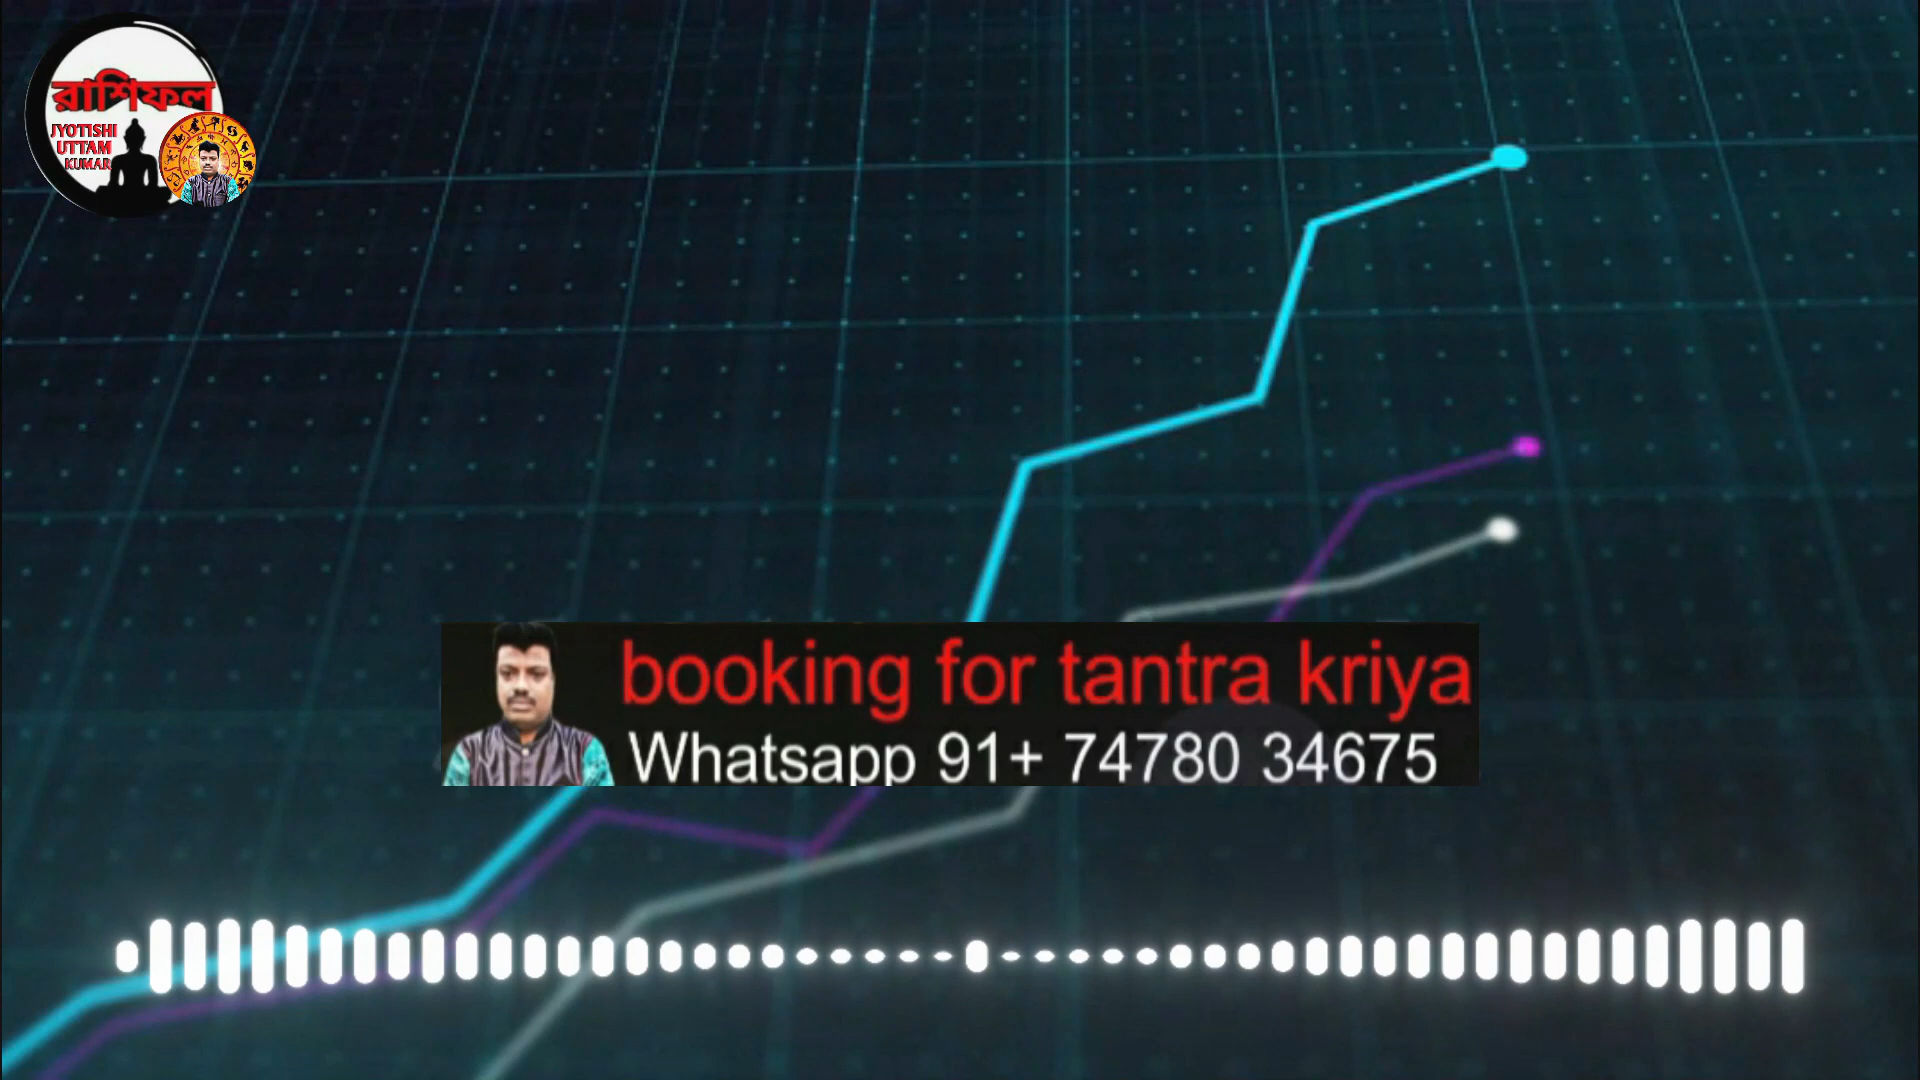 রাশিফল
JYOTISHI
UTTAM
KUMAR
booking for tantra kriya
Whatsapp 91+ 74780 34675